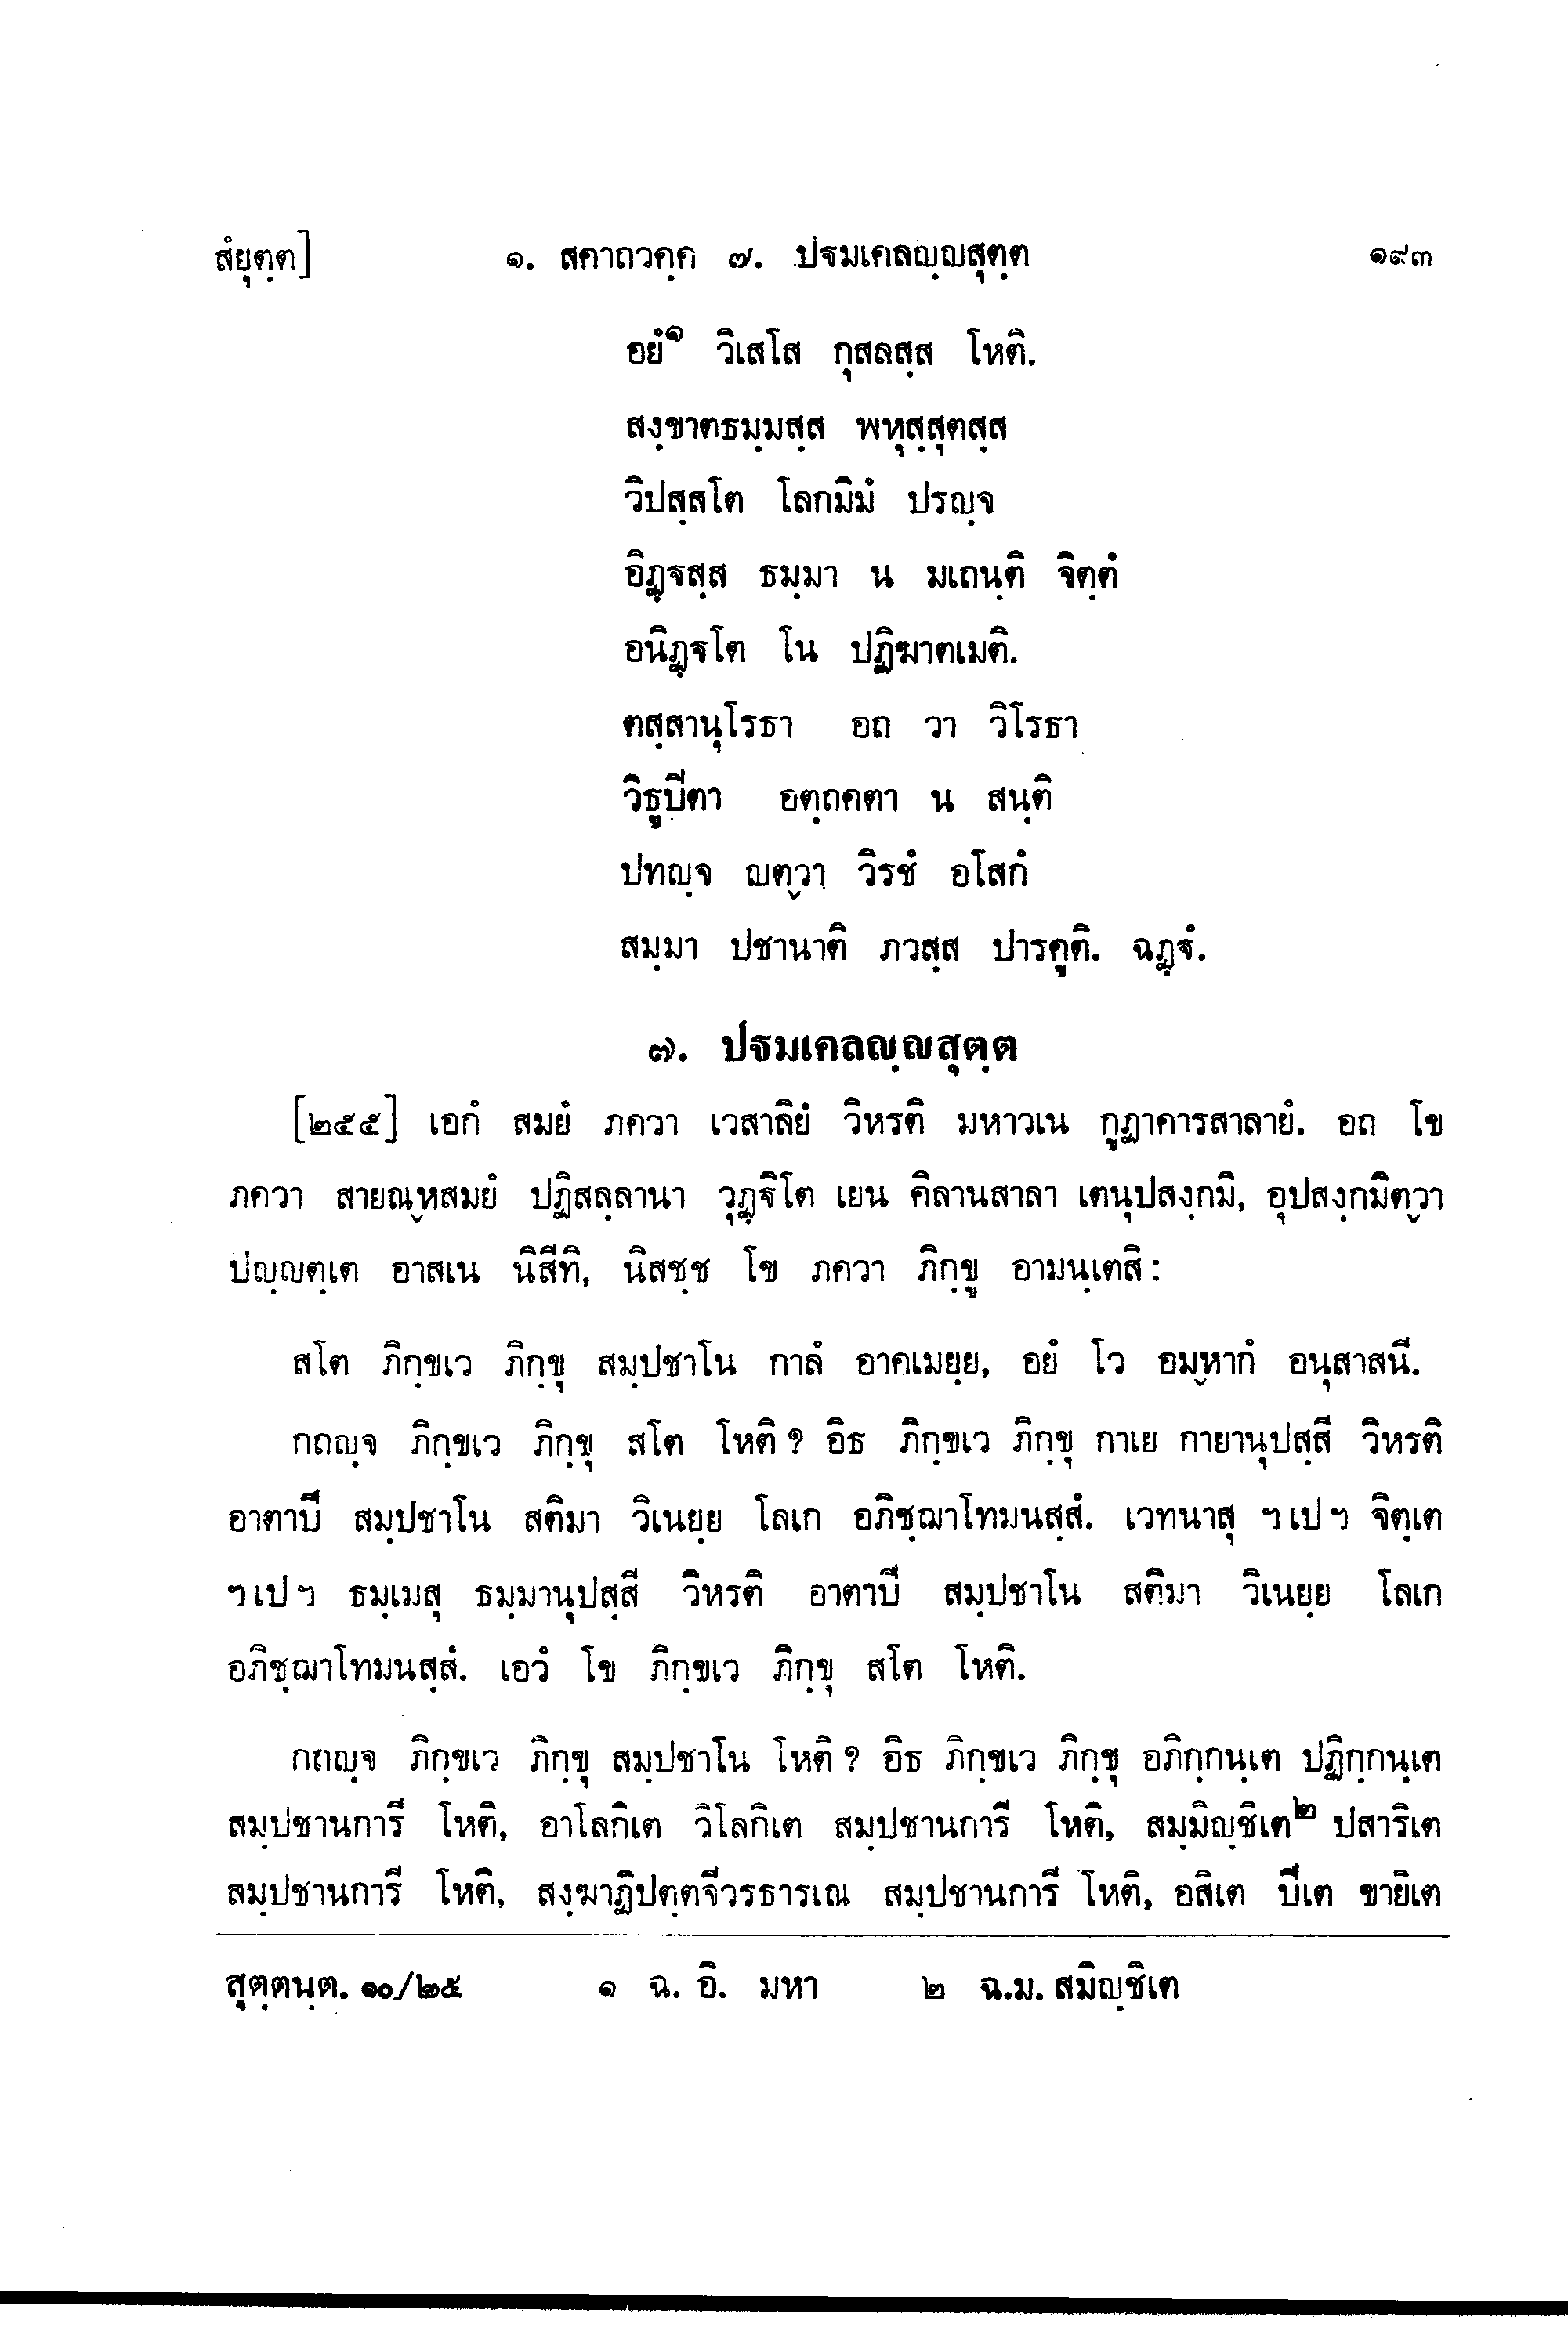 สํยุตฺต] ๑. สคาถวคฺค ๗. ปฐมเคลญฺญสุตฺต ๑๙๓
อยํ๑ วิเสโส กุสลสฺส โหติ.
สงฺขาตธมฺมสฺส พหุสฺสุตสฺส
วิปสฺสโต โลกมิมํ ปรญฺจ
อิฏฺฐสฺส ธมฺมา น มเถนฺติ จิตฺตํ
อนิฏฺฐโต โน ปฏิฆาตเมติ.
ตสฺสานุโรธา อถ วา วิโรธา
วิธูปีตา อตฺถคตา น สนฺติ
ปทญฺจ ญตฺวา วิรชํ อโสกํ
สมฺมา ปชานาติ ภวสฺส ปารคูติ. ฉฏฺฐํ.
๗. ปฐมเคลญฺญสุตฺต
[๒๕๕] เอกํ สมยํ ภควา เวสาลิยํ วิหรติ มหาวเน กูฏาคารสาลายํ. อถ โข
ภควา สายณฺหสมยํ ปฏิสลฺลานา วุฏฺฐิโต เยน คิลานสาลา เตนุปสงฺกมิ, อุปสงฺกมิตฺวา
ปญฺญตฺเต อาสเน นิสีทิ, นิสชฺช โข ภควา ภิกฺขู อามนฺเตสิ:
สโต ภิกฺขเว ภิกฺขุ สมฺปชาโน กาลํ อาคเมยฺย, อยํ โว อมฺหากํ อนุสาสนี.
กถญฺจ ภิกฺขเว ภิกฺขุ สโต โหติ ? อิธ ภิกฺขเว ภิกฺขุ กาเย กายานุปสฺสี วิหรติ
อาตาปี สมฺปชาโน สติมา วิเนยฺย โลเก อภิชฺฌาโทมนสฺสํ. เวทนาสุ ฯเปฯ จิตฺเต
ฯเปฯ ธมฺเมสุ ธมฺมานุปสฺสี วิหรติ อาตาปี สมฺปชาโน สติมา วิเนยฺย โลเก
อภิชฺฌาโทมนสฺสํ. เอวํ โข ภิกฺขเว ภิกฺขุ สโต โหติ.
กถญฺจ ภิกฺขเว ภิกฺขุ สมฺปชาโน โหติ ? อิธ ภิกฺขเว ภิกฺขุ อภิกฺกนฺเต ปฏิกฺกนฺเต
สมฺปชานการี โหติ, อาโลกิเต วิโลกิเต สมฺปชานการี โหติ, สมฺมิญฺชิเต๒ ปสาริเต
สมฺปชานการี โหติ, สงฺฆาฏิปตฺตจีวรธารเณ สมฺปชานการี โหติ, อสิเต ปีเต ขายิเต
สุตฺตนฺต. ๑๐/๒๕ ๑ ฉ. อิ. มหา ๒ ฉ.ม. สมิญฺชิเต